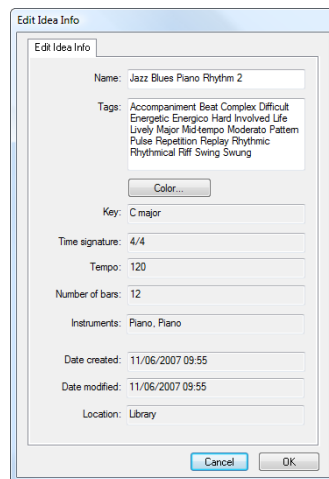 Edit Idea Info
Edit Idea Info
Name: Jazz Blues Piano Rhythm 2
Tags: Accompaniment Beat Complex Difficult
Energetic Energico Hard Involved Life
Lively Major Mid-tempo Moderato Pattern
Pulse Repetition Replay Rhythmic
Rhythmical Riff Swing Swung
Color...
Key: C major
Time signature: 4/4
Tempo: 120
Number of bars: 12
Instruments: Piano, Piano
Date created: 11/06/2007 09:55
Date modified: 11/06/2007 09:55
Location: Library
Cancel OK